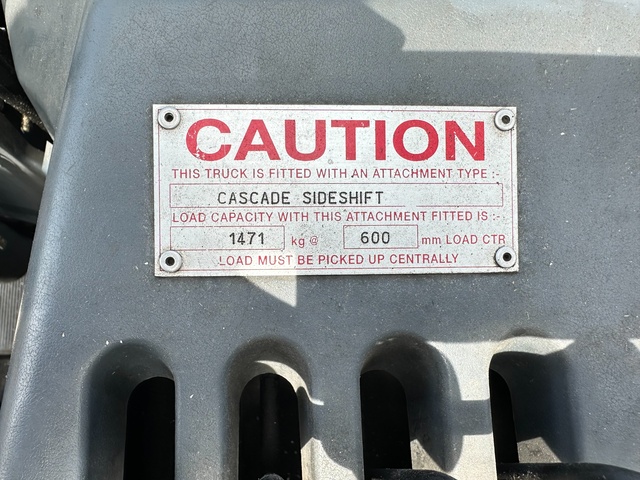 CAUTION
THIS TRUCK IS FITTED WITH AN ATTACHMENT TYPE :-
CASCADE SIDESHIFT
LOAD CAPACITY WITH THIS ATTACHMENT FITTED IS :-
1471 kg @ 600 mm LOAD CTR
LOAD MUST BE PICKED UP CENTRALLY